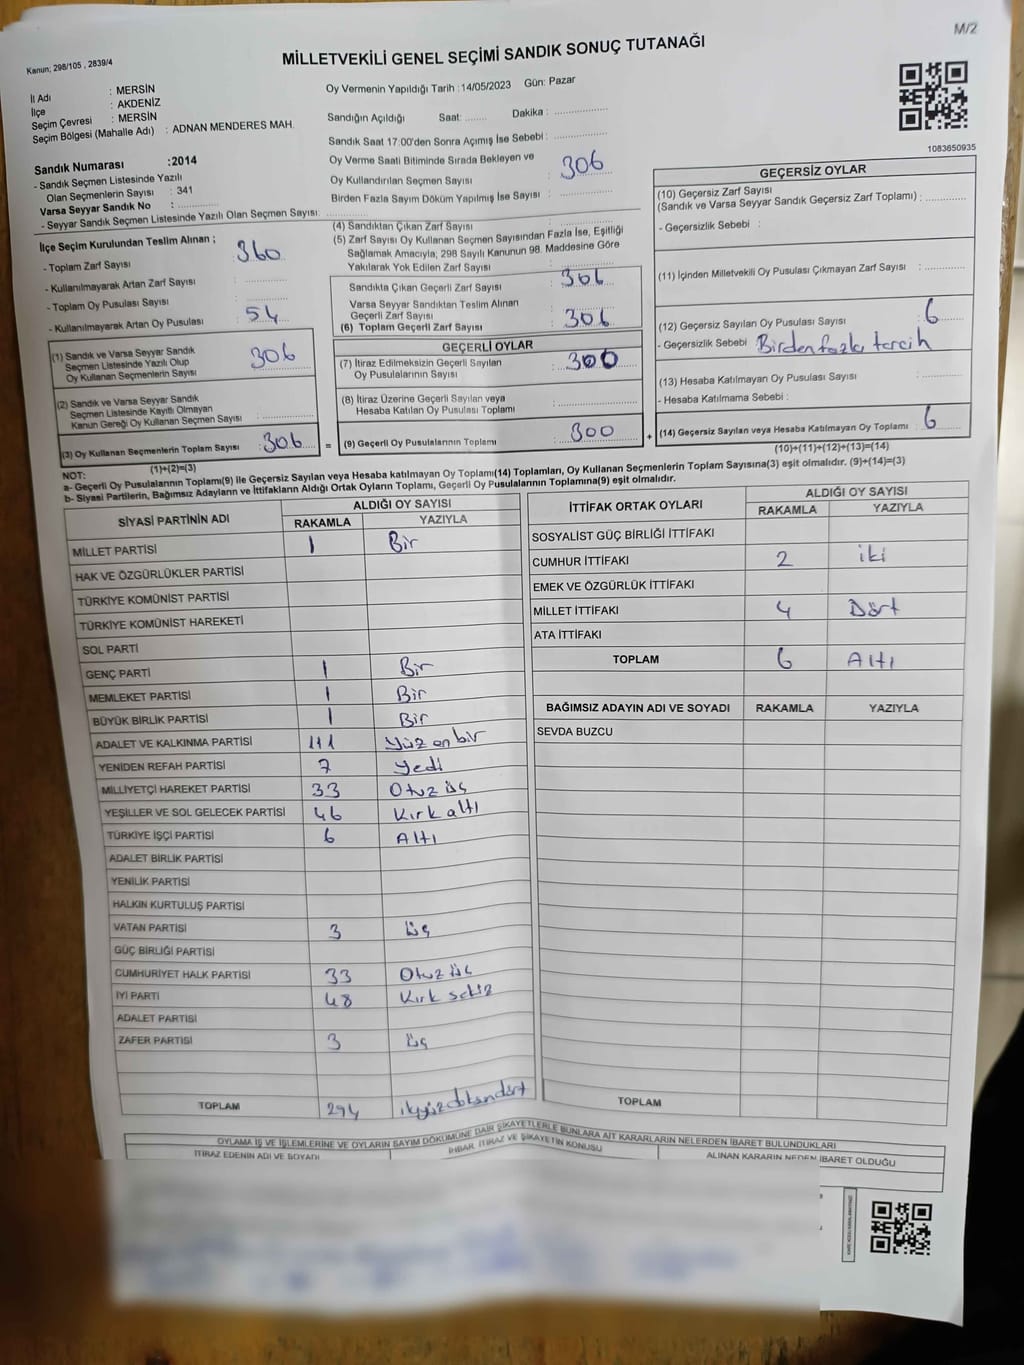 M/2
Kanun; 298/105 , 2839/4
MİLLETVEKİLİ GENEL SEÇİMİ SANDIK SONUÇ TUTANAĞI
İl Adı : MERSİN
İlçe : AKDENİZ
Seçim Çevresi : MERSİN
Seçim Bölgesi (Mahalle Adı) : ADNAN MENDERES MAH.
Sandık Numarası :2014
- Sandık Seçmen Listesinde Yazılı
Olan Seçmenlerin Sayısı : 341
Varsa Seyyar Sandık No :
- Seyyar Sandık Seçmen Listesinde Yazılı Olan Seçmen Sayısı:
Oy Vermenin Yapıldığı Tarih :14/05/2023 Gün: Pazar
Sandığın Açıldığı Saat: Dakika :
Sandık Saat 17:00'den Sonra Açımış İse Sebebi :
Oy Verme Saati Bitiminde Sırada Bekleyen ve
Oy Kullandırılan Seçmen Sayısı : 306
Birden Fazla Sayım Döküm Yapılmış İse Sayısı :
1083650935
İlçe Seçim Kurulundan Teslim Alınan ;
- Toplam Zarf Sayısı : 360
- Kullanılmayarak Artan Zarf Sayısı :
- Toplam Oy Pusulası Sayısı :
- Kullanılmayarak Artan Oy Pusulası : 54
(1) Sandık ve Varsa Seyyar Sandık
Seçmen Listesinde Yazılı Olup
Oy Kullanan Seçmenlerin Sayısı : 306
(2) Sandık ve Varsa Seyyar Sandık
Seçmen Listesinde Kayıtlı Olmayan
Kanun Gereği Oy Kullanan Seçmen Sayısı :
(3) Oy Kullanan Seçmenlerin Toplam Sayısı : 306 =
(1)+(2)=(3)
(4) Sandıktan Çıkan Zarf Sayısı :
(5) Zarf Sayısı Oy Kullanan Seçmen Sayısından Fazla İse, Eşitliği
Sağlamak Amacıyla; 298 Sayılı Kanunun 98. Maddesine Göre
Yakılarak Yok Edilen Zarf Sayısı :
Sandıkta Çıkan Geçerli Zarf Sayısı : 306
Varsa Seyyar Sandıktan Teslim Alınan
Geçerli Zarf Sayısı :
(6) Toplam Geçerli Zarf Sayısı : 306
GEÇERLİ OYLAR
(7) İtiraz Edilmeksizin Geçerli Sayılan
Oy Pusulalarının Sayısı : 300
(8) İtiraz Üzerine Geçerli Sayılan veya
Hesaba Katılan Oy Pusulası Toplamı :
(9) Geçerli Oy Pusulalarının Toplamı : 300 +
GEÇERSİZ OYLAR
(10) Geçersiz Zarf Sayısı
(Sandık ve Varsa Seyyar Sandık Geçersiz Zarf Toplamı) :
- Geçersizlik Sebebi :
(11) İçinden Milletvekili Oy Pusulası Çıkmayan Zarf Sayısı :
(12) Geçersiz Sayılan Oy Pusulası Sayısı : 6
- Geçersizlik Sebebi : Birden fazla tercih
(13) Hesaba Katılmayan Oy Pusulası Sayısı :
- Hesaba Katılmama Sebebi :
(14) Geçersiz Sayılan veya Hesaba Katılmayan Oy Toplamı : 6
(10)+(11)+(12)+(13)=(14)
NOT:
a- Geçerli Oy Pusulalarının Toplamı(9) ile Geçersiz Sayılan veya Hesaba katılmayan Oy Toplamı(14) Toplamları, Oy Kullanan Seçmenlerin Toplam Sayısına(3) eşit olmalıdır. (9)+(14)=(3)
b- Siyasi Partilerin, Bağımsız Adayların ve İttifakların Aldığı Ortak Oyların Toplamı, Geçerli Oy Pusulalarının Toplamına(9) eşit olmalıdır.
SİYASİ PARTİNİN ADI ALDIĞI OY SAYISI
RAKAMLA YAZIYLA
MİLLET PARTİSİ 1 Bir
HAK VE ÖZGÜRLÜKLER PARTİSİ
TÜRKİYE KOMÜNİST PARTİSİ
TÜRKİYE KOMÜNİST HAREKETİ
SOL PARTİ
GENÇ PARTİ 1 Bir
MEMLEKET PARTİSİ 1 Bir
BÜYÜK BİRLİK PARTİSİ 1 Bir
ADALET VE KALKINMA PARTİSİ 111 Yüz on bir
YENİDEN REFAH PARTİSİ 7 Yedi
MİLLİYETÇİ HAREKET PARTİSİ 33 Otuz üç
YEŞİLLER VE SOL GELECEK PARTİSİ 46 Kırk altı
TÜRKİYE İŞÇİ PARTİSİ 6 Altı
ADALET BİRLİK PARTİSİ
YENİLİK PARTİSİ
HALKIN KURTULUŞ PARTİSİ
VATAN PARTİSİ 3 üç
GÜÇ BİRLİĞİ PARTİSİ
CUMHURİYET HALK PARTİSİ 33 Otuz üç
İYİ PARTİ 48 Kırk sekiz
ADALET PARTİSİ
ZAFER PARTİSİ 3 üç
TOPLAM 294
İTTİFAK ORTAK OYLARI ALDIĞI OY SAYISI
RAKAMLA YAZIYLA
SOSYALİST GÜÇ BİRLİĞİ İTTİFAKI
CUMHUR İTTİFAKI 2 iki
EMEK VE ÖZGÜRLÜK İTTİFAKI
MİLLET İTTİFAKI 4 Dört
ATA İTTİFAKI
TOPLAM 6 Altı
BAĞIMSIZ ADAYIN ADI VE SOYADI RAKAMLA YAZIYLA
SEVDA BUZCU
TOPLAM
OYLAMA İŞ VE İŞLEMLERİNE VE OYLARIN SAYIM DÖKÜMÜNE DAİR ŞİKAYETLERLE BUNLARA AİT KARARLARIN NELERDEN İBARET BULUNDUKLARI
İTİRAZ EDENİN ADI VE SOYADI İHBAR, İTİRAZ VE ŞİKAYETİN KONUSU ALINAN KARARIN NEDEN İBARET OLDUĞU